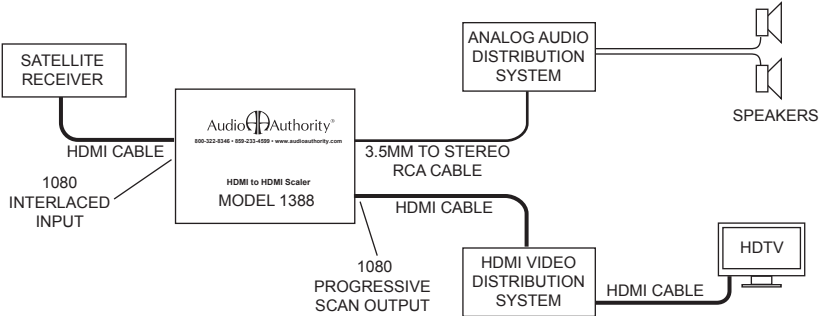 SATELLITE
RECEIVER
HDMI CABLE
1080
INTERLACED
INPUT
Audio Authority®
800-322-8346 • 859-233-4599 • www.audioauthority.com
HDMI to HDMI Scaler
MODEL 1388
3.5MM TO STEREO
RCA CABLE
ANALOG AUDIO
DISTRIBUTION
SYSTEM
SPEAKERS
HDMI CABLE
1080
PROGRESSIVE
SCAN OUTPUT
HDMI VIDEO
DISTRIBUTION
SYSTEM
HDMI CABLE
HDTV